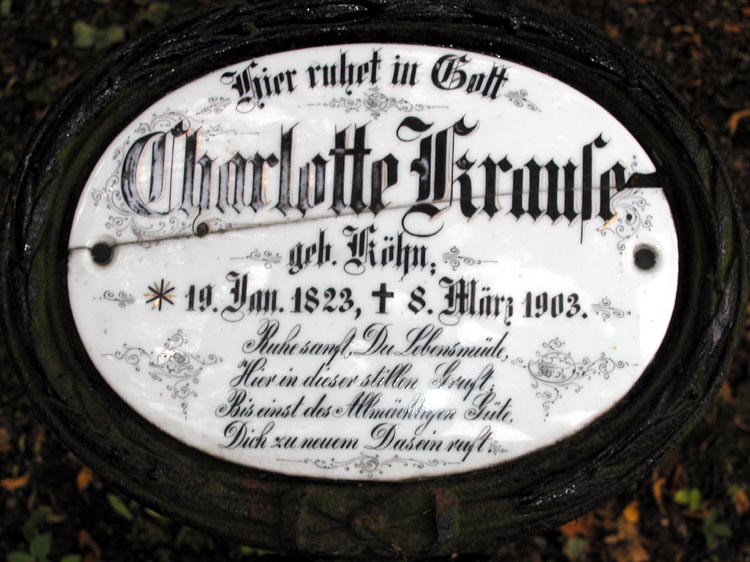 Hier ruhet in Gott
Charlotte Krause
geb. Köhn,
* 19. Jan. 1823, ✝ 8. März 1903.
Ruhe sanft, Du Lebensmüde,
Hier in dieser stillen Gruft,
Bis einst des Allmächtigen Güte,
Dich zu neuem Dasein ruft.